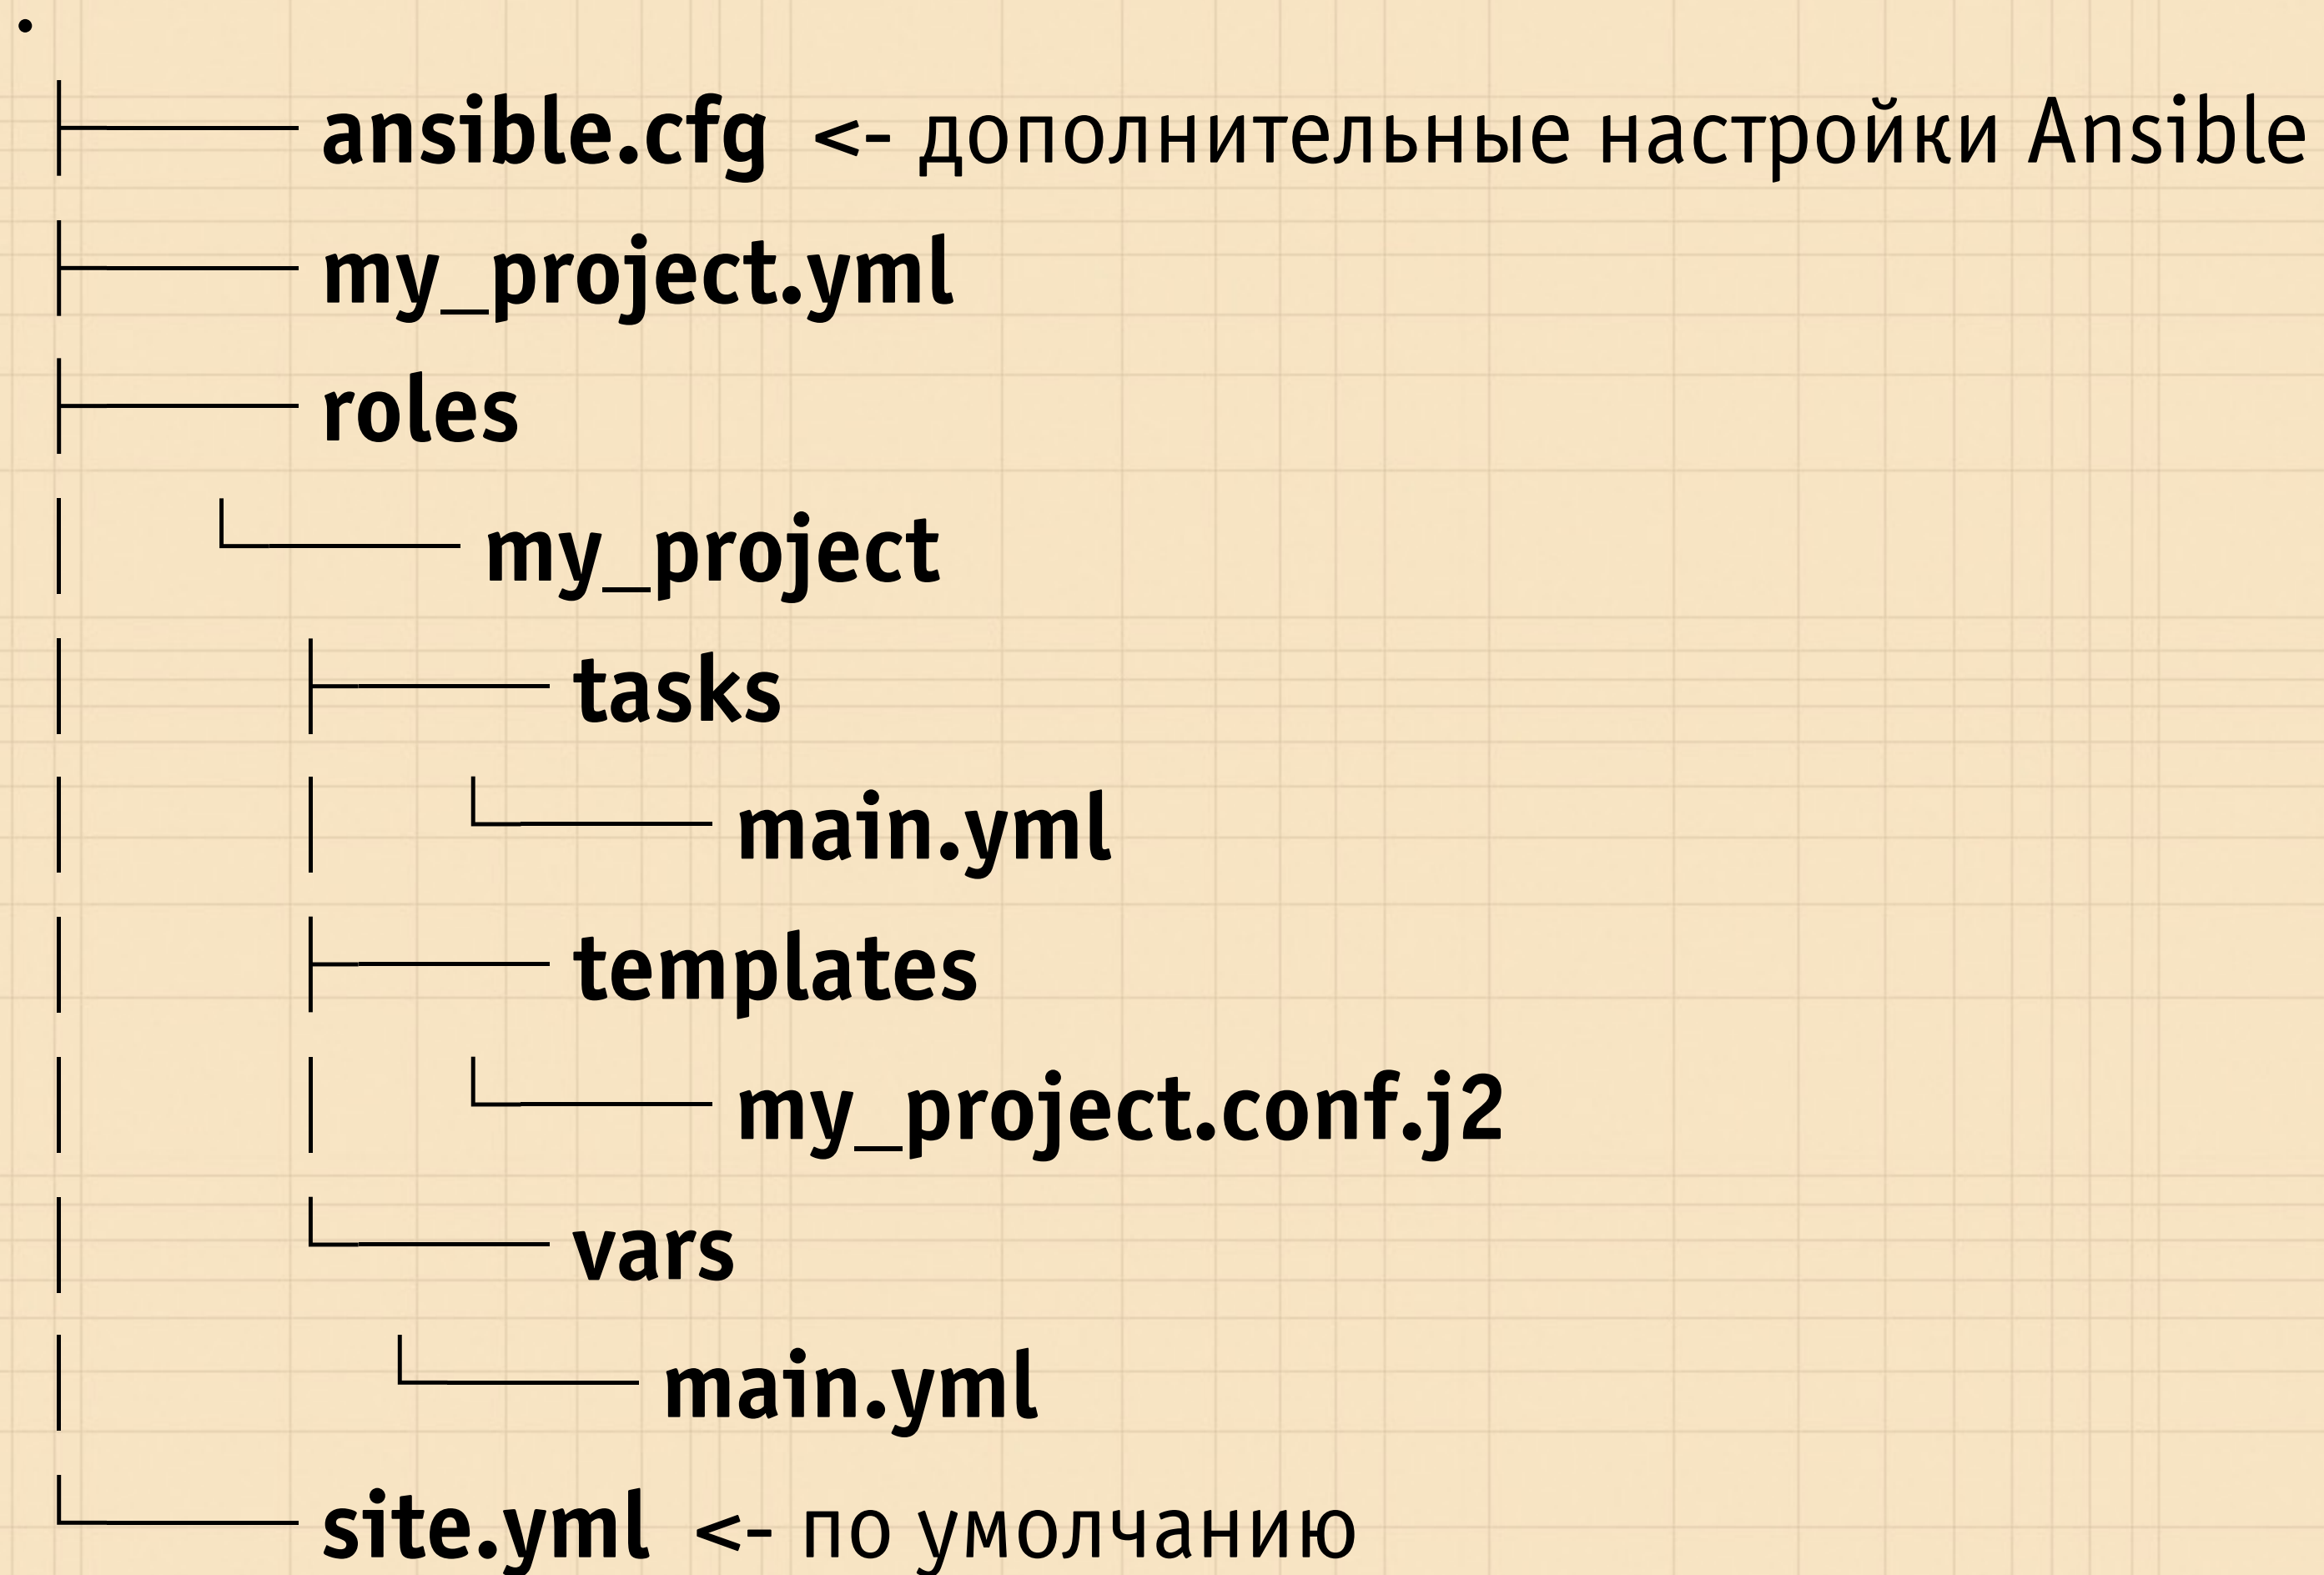 .
├── ansible.cfg <- дополнительные настройки Ansible
├── my_project.yml
├── roles
│   └── my_project
│       ├── tasks
│       │   └── main.yml
│       ├── templates
│       │   └── my_project.conf.j2
│       └── vars
│           └── main.yml
└── site.yml <- по умолчанию